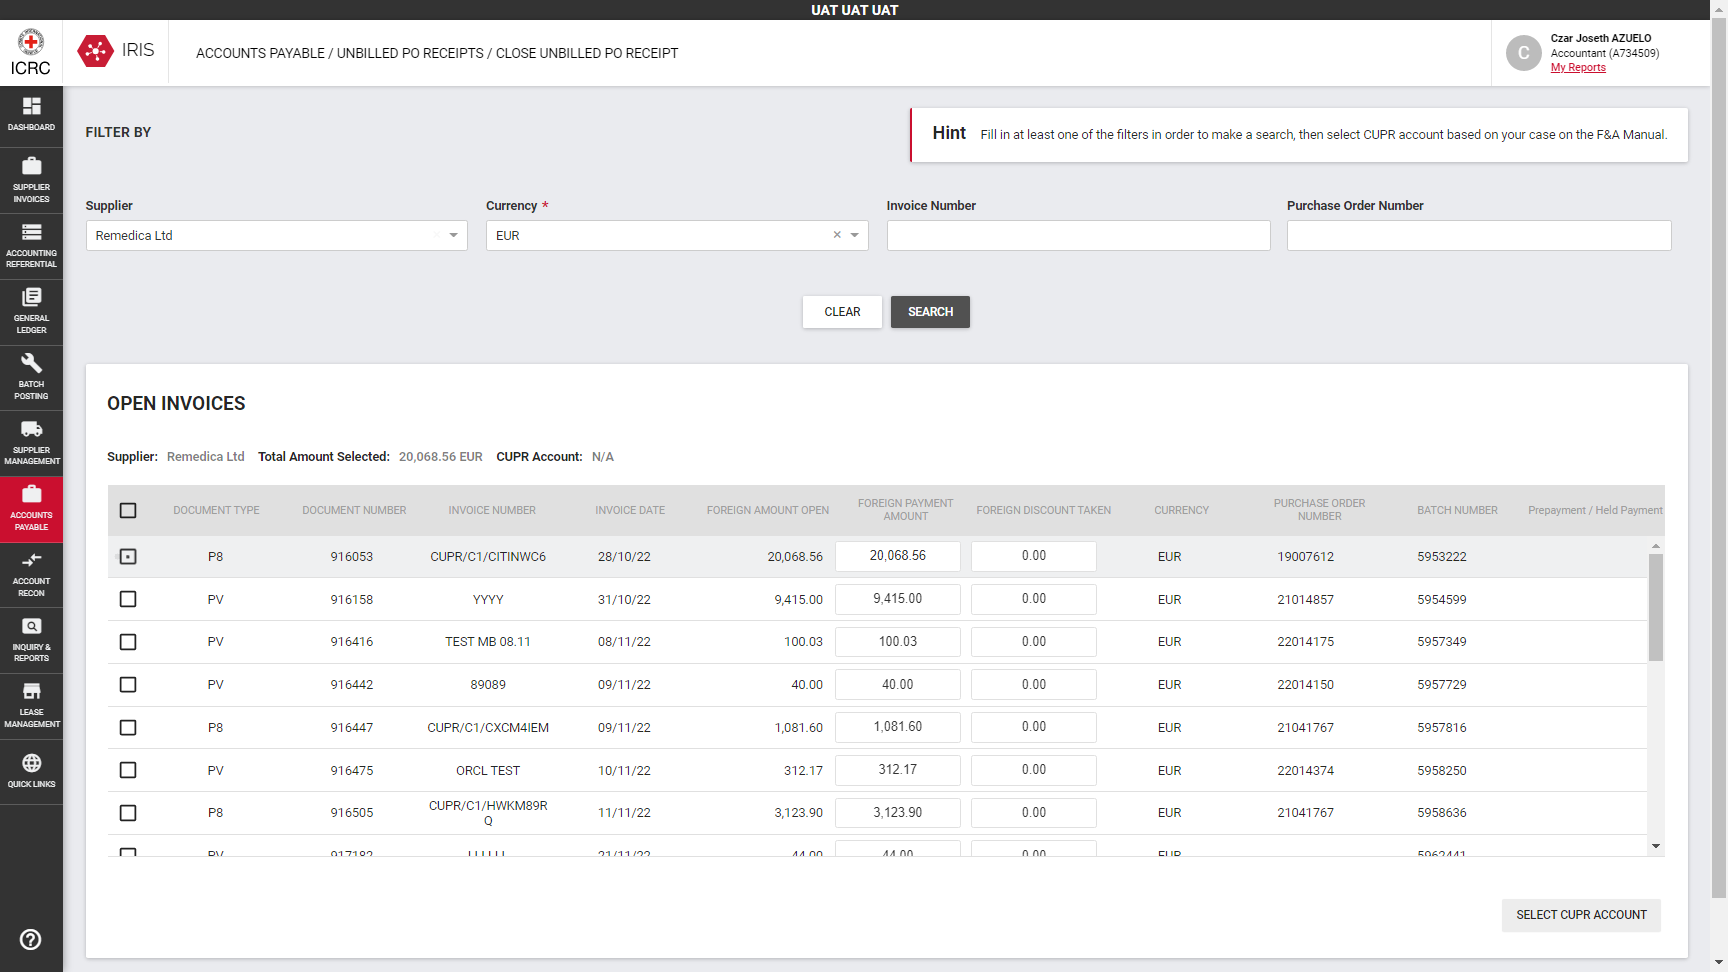 UAT UAT UAT
ICRC
IRIS
ACCOUNTS PAYABLE / UNBILLED PO RECEIPTS / CLOSE UNBILLED PO RECEIPT
C
Czar Joseth AZUELO
Accountant (A734509)
My Reports
DASHBOARD
SUPPLIER
INVOICES
ACCOUNTING
REFERENTIAL
GENERAL
LEDGER
BATCH
POSTING
SUPPLIER
MANAGEMENT
ACCOUNTS
PAYABLE
ACCOUNT
RECON
INQUIRY &
REPORTS
LEASE
MANAGEMENT
QUICK LINKS
FILTER BY
Hint Fill in at least one of the filters in order to make a search, then select CUPR account based on your case on the F&A Manual.
Supplier Currency * Invoice Number Purchase Order Number
Remedica Ltd EUR
CLEAR SEARCH
OPEN INVOICES
Supplier: Remedica Ltd Total Amount Selected: 20,068.56 EUR CUPR Account: N/A
DOCUMENT TYPE DOCUMENT NUMBER INVOICE NUMBER INVOICE DATE FOREIGN AMOUNT OPEN FOREIGN PAYMENT AMOUNT FOREIGN DISCOUNT TAKEN CURRENCY PURCHASE ORDER NUMBER BATCH NUMBER Prepayment / Held Payment
P8 916053 CUPR/C1/CITINWC6 28/10/22 20,068.56 20,068.56 0.00 EUR 19007612 5953222
PV 916158 YYYY 31/10/22 9,415.00 9,415.00 0.00 EUR 21014857 5954599
PV 916416 TEST MB 08.11 08/11/22 100.03 100.03 0.00 EUR 22014175 5957349
PV 916442 89089 09/11/22 40.00 40.00 0.00 EUR 22014150 5957729
P8 916447 CUPR/C1/CXCM4IEM 09/11/22 1,081.60 1,081.60 0.00 EUR 21041767 5957816
PV 916475 ORCL TEST 10/11/22 312.17 312.17 0.00 EUR 22014374 5958250
P8 916505 CUPR/C1/HWKM89RQ 11/11/22 3,123.90 3,123.90 0.00 EUR 21041767 5958636
PV 917182 21/11/22 44.00 44.00 0.00 EUR 5962441
SELECT CUPR ACCOUNT